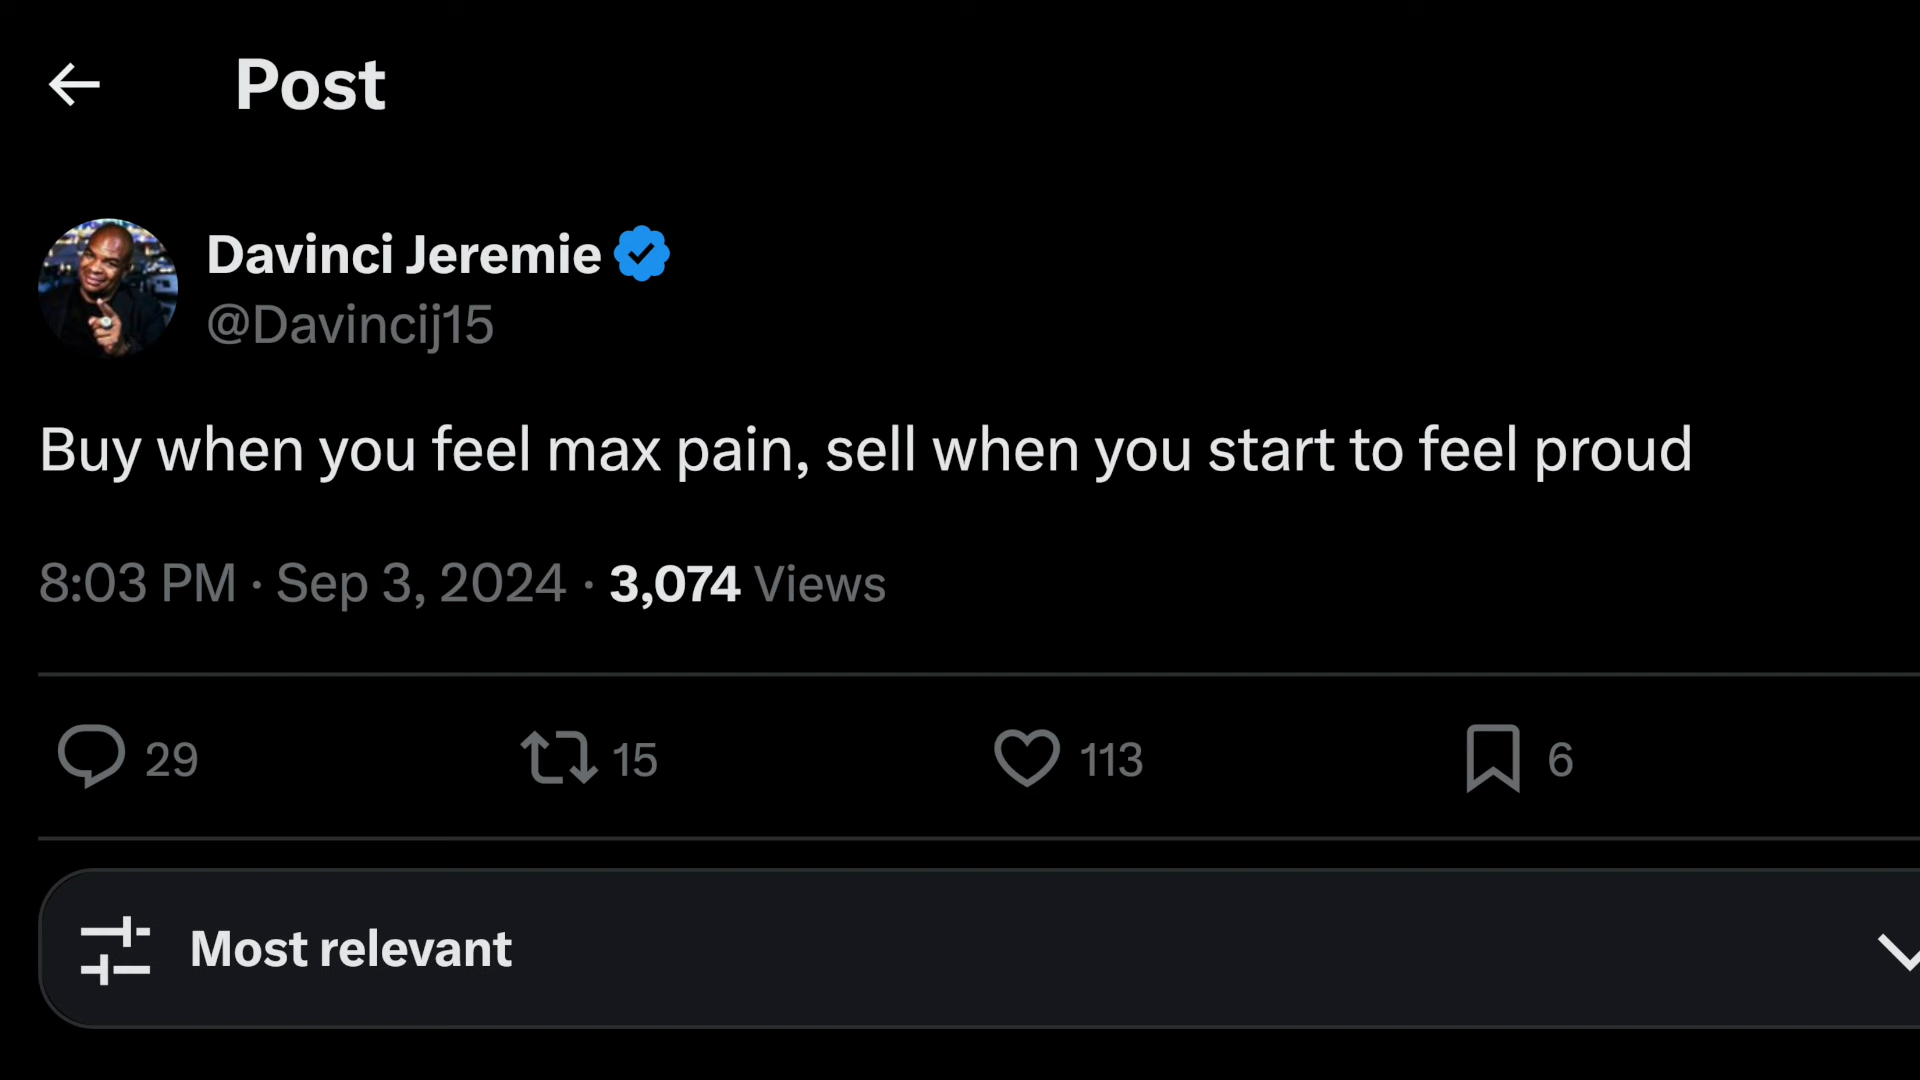 Post
Davinci Jeremie
@Davincij15
Buy when you feel max pain, sell when you start to feel proud
8:03 PM · Sep 3, 2024 · 3,074 Views
29 15 113 6
Most relevant